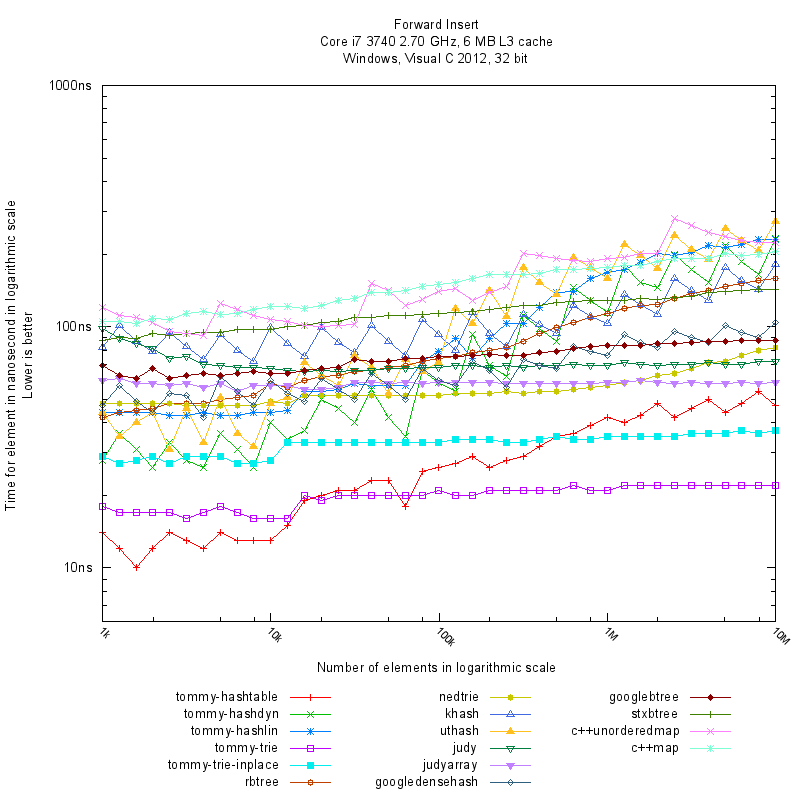 Forward Insert
Core i7 3740 2.70 GHz, 6 MB L3 cache
Windows, Visual C 2012, 32 bit
Time for element in nanosecond in logarithmic scale
Lower is better
1000ns
100ns
10ns
1k
10k
100k
1M
10M
Number of elements in logarithmic scale
tommy-hashtable
tommy-hashdyn
tommy-hashlin
tommy-trie
tommy-trie-inplace
rbtree
nedtrie
khash
uthash
judy
judyarray
googledensehash
googlebtree
stxbtree
c++unorderedmap
c++map